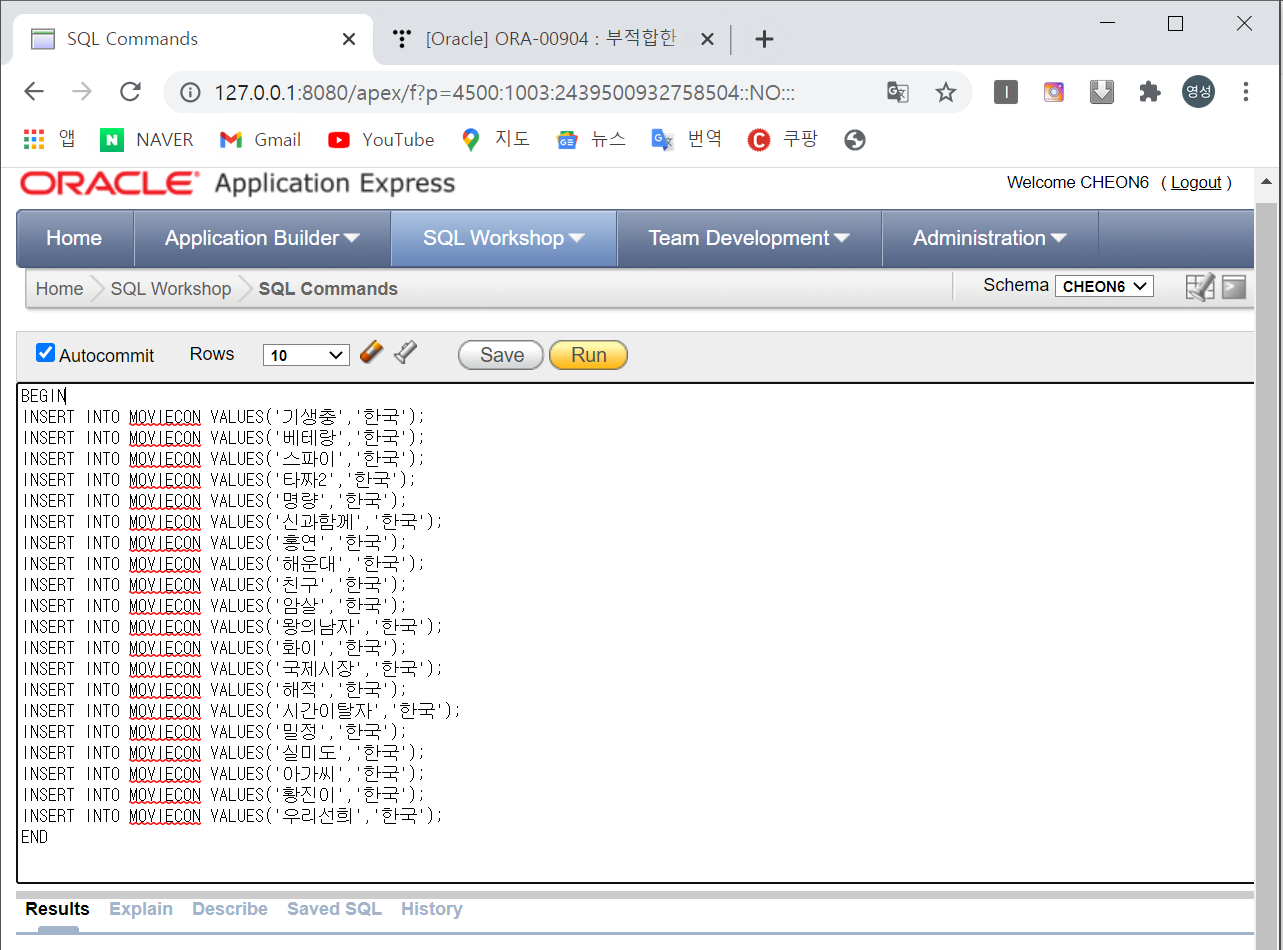 SQL Commands
[Oracle] ORA-00904 : 부적합한
127.0.0.1:8080/apex/f?p=4500:1003:2439500932758504::NO:::
영성
앱 NAVER Gmail YouTube 지도 뉴스 번역 쿠팡
ORACLE Application Express
Welcome CHEON6 ( Logout )
Home Application Builder SQL Workshop Team Development Administration
Home SQL Workshop SQL Commands
Schema CHEON6
Autocommit Rows 10 Save Run
BEGIN
INSERT INTO MOVIECON VALUES('기생충','한국');
INSERT INTO MOVIECON VALUES('베테랑','한국');
INSERT INTO MOVIECON VALUES('스파이','한국');
INSERT INTO MOVIECON VALUES('타짜2','한국');
INSERT INTO MOVIECON VALUES('명량','한국');
INSERT INTO MOVIECON VALUES('신과함께','한국');
INSERT INTO MOVIECON VALUES('홍연','한국');
INSERT INTO MOVIECON VALUES('해운대','한국');
INSERT INTO MOVIECON VALUES('친구','한국');
INSERT INTO MOVIECON VALUES('암살','한국');
INSERT INTO MOVIECON VALUES('왕의남자','한국');
INSERT INTO MOVIECON VALUES('화이','한국');
INSERT INTO MOVIECON VALUES('국제시장','한국');
INSERT INTO MOVIECON VALUES('해적','한국');
INSERT INTO MOVIECON VALUES('시간이탈자','한국');
INSERT INTO MOVIECON VALUES('밀정','한국');
INSERT INTO MOVIECON VALUES('실미도','한국');
INSERT INTO MOVIECON VALUES('아가씨','한국');
INSERT INTO MOVIECON VALUES('황진이','한국');
INSERT INTO MOVIECON VALUES('우리선희','한국');
END
Results Explain Describe Saved SQL History